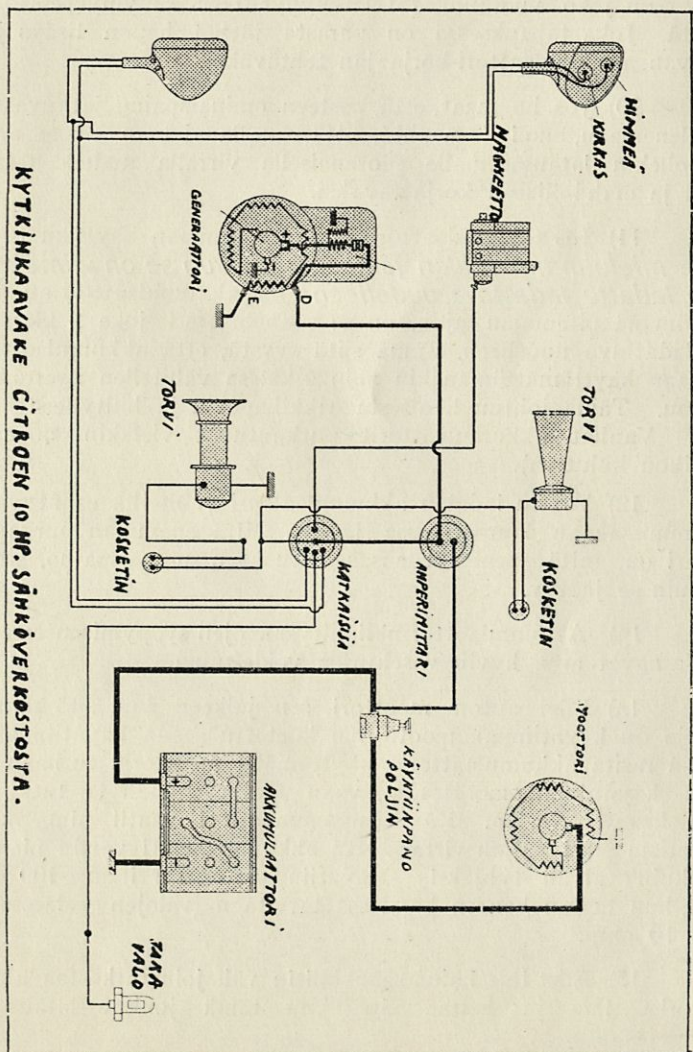 HIMMEÄ
KIRKAS
MAGNEETTO
GENERAATTORI
+
-
E
D
TORVI
KOSKETIN
TORVI
KOSKETIN
KATKAISIJA
AMPERIMITTARI
KÄYNTIINPANO
POLJIN
MOOTTORI
AKKUMULAATTORI
+
-
TAKA
VALO
KYTKINKAAVAKE CITROEN 10 HP. SÄHKÖVERKOSTOSTA.